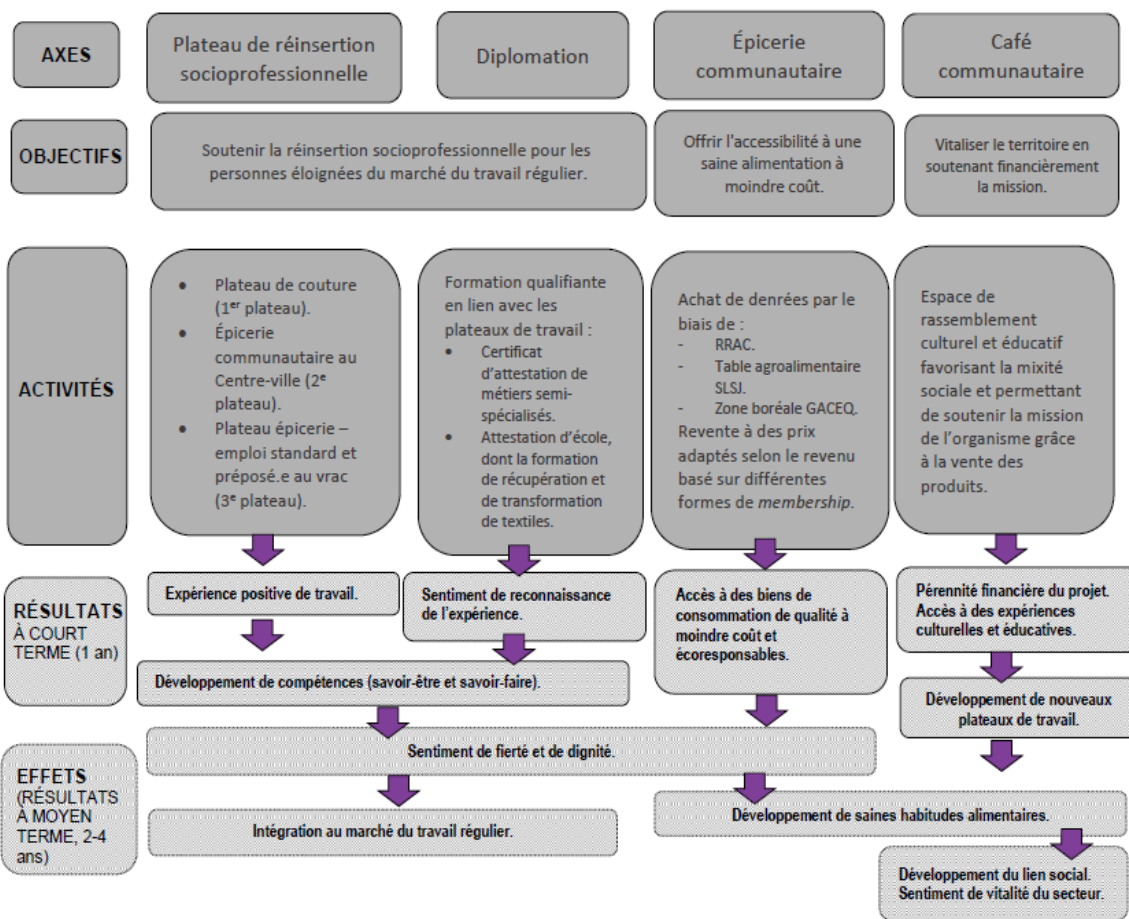 AXES
Plateau de réinsertion
socioprofessionnelle
Diplomation
Épicerie
communautaire
Café
communautaire
OBJECTIFS
Soutenir la réinsertion socioprofessionnelle pour les
personnes éloignées du marché du travail régulier.
Offrir l'accessibilité à une
saine alimentation à
moindre coût.
Vitaliser le territoire en
soutenant financièrement
la mission.
ACTIVITÉS
• Plateau de couture
(1er plateau).
• Épicerie
communautaire au
Centre-ville (2e
plateau).
• Plateau épicerie –
emploi standard et
préposé.e au vrac
(3e plateau).
Formation qualifiante
en lien avec les
plateaux de travail :
• Certificat
d'attestation de
métiers semi-
spécialisés.
• Attestation d'école,
dont la formation
de récupération et
de transformation
de textiles.
Achat de denrées par le
biais de :
- RRAC.
- Table agroalimentaire
SLSJ.
- Zone boréale GACEQ.
Revente à des prix
adaptés selon le revenu
basé sur différentes
formes de membership.
Espace de
rassemblement
culturel et éducatif
favorisant la mixité
sociale et permettant
de soutenir la mission
de l'organisme grâce
à la vente des
produits.
RÉSULTATS
À COURT
TERME (1 an)
Expérience positive de travail.
Sentiment de reconnaissance
de l'expérience.
Accès à des biens de
consommation de qualité à
moindre coût et
écoresponsables.
Pérennité financière du projet.
Accès à des expériences
culturelles et éducatives.
Développement de compétences (savoir-être et savoir-faire).
Développement de nouveaux
plateaux de travail.
EFFETS
(RÉSULTATS
À MOYEN
TERME, 2-4
ans)
Sentiment de fierté et de dignité.
Intégration au marché du travail régulier.
Développement de saines habitudes alimentaires.
Développement du lien social.
Sentiment de vitalité du secteur.